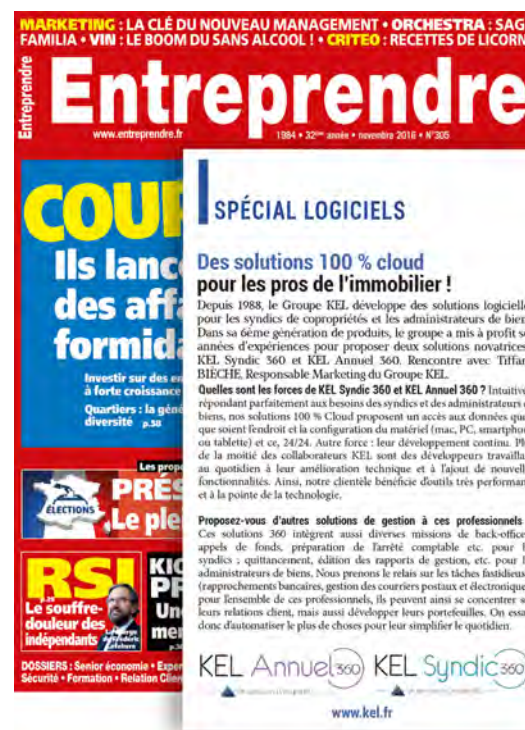 MARKETING : LA CLÉ DU NOUVEAU MANAGEMENT • ORCHESTRA : SAG
FAMILIA • VIN : LE BOOM DU SANS ALCOOL ! • CRITEO : RECETTES DE LICORN
Entreprendre
Entreprendre
www.entreprendre.fr
1984 • 32ème année • novembre 2016 • N°305
COUP
Ils lanc
des affa
formida
Investir sur des en
à forte croissance
Quartiers : la géné
diversité p.58
Les prop
ÉLECTIONS
PRÉS
Le ple
RSI
Le souffre-
douleur des
indépendants
KIC
PR
Un
mer
DOSSIERS : Senior économie • Exper
Sécurité • Formation • Relation Clien
SPÉCIAL LOGICIELS
Des solutions 100 % cloud
pour les pros de l'immobilier !
Depuis 1988, le Groupe KEL développe des solutions logicielle
pour les syndics de copropriétés et les administrateurs de bien
Dans sa 6ème génération de produits, le groupe a mis à profit se
années d'expériences pour proposer deux solutions novatrices
KEL Syndic 360 et KEL Annuel 360. Rencontre avec Tiffan
BIÈCHE, Responsable Marketing du Groupe KEL
Quelles sont les forces de KEL Syndic 360 et KEL Annuel 360 ? Intuitive
répondant parfaitement aux besoins des syndics et des administrateurs d
biens, nos solutions 100 % Cloud proposent un accès aux données quel
que soient l'endroit et la configuration du matériel (mac, PC, smartphon
ou tablette) et ce, 24/24. Autre force : leur développement continu. Pl
de la moitié des collaborateurs KEL sont des développeurs travailla
au quotidien à leur amélioration technique et à l'ajout de nouvell
fonctionnalités. Ainsi, notre clientèle bénéficie d'outils très performan
et à la pointe de la technologie.
Proposez-vous d'autres solutions de gestion à ces professionnels
Ces solutions 360 intègrent aussi diverses missions de back-office
appels de fonds, préparation de l'arrêté comptable etc. pour l
syndics ; quittancement, édition des rapports de gestion, etc. pour l
administrateurs de biens. Nous prenons le relais sur les tâches fastidieus
(rapprochements bancaires, gestion des courriers postaux et électronique
pour l'ensemble de ces professionnels, ils peuvent ainsi se concentrer s
leurs relations client, mais aussi développer leurs portefeuilles. On essa
donc d'automatiser le plus de choses pour leur simplifier le quotidien.
KEL Annuel 360 KEL Syndic 360
www.kel.fr